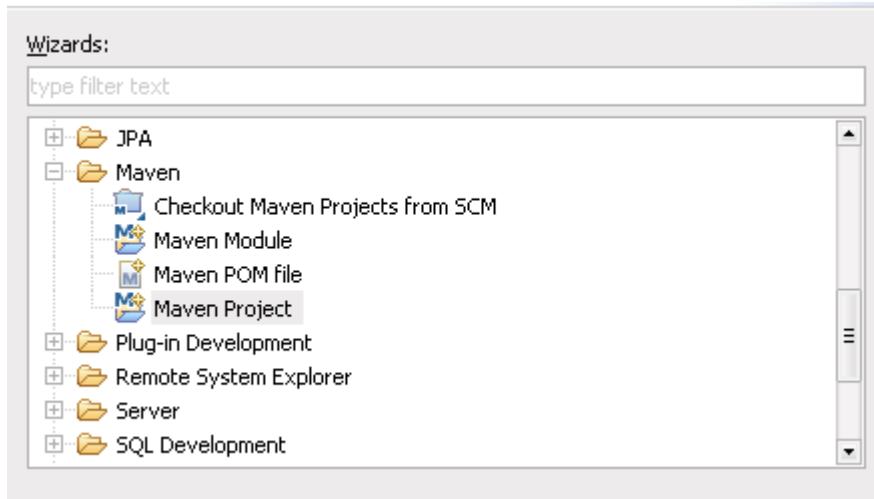 Wizards:
type filter text
JPA
Maven
Checkout Maven Projects from SCM
Maven Module
Maven POM file
Maven Project
Plug-in Development
Remote System Explorer
Server
SQL Development